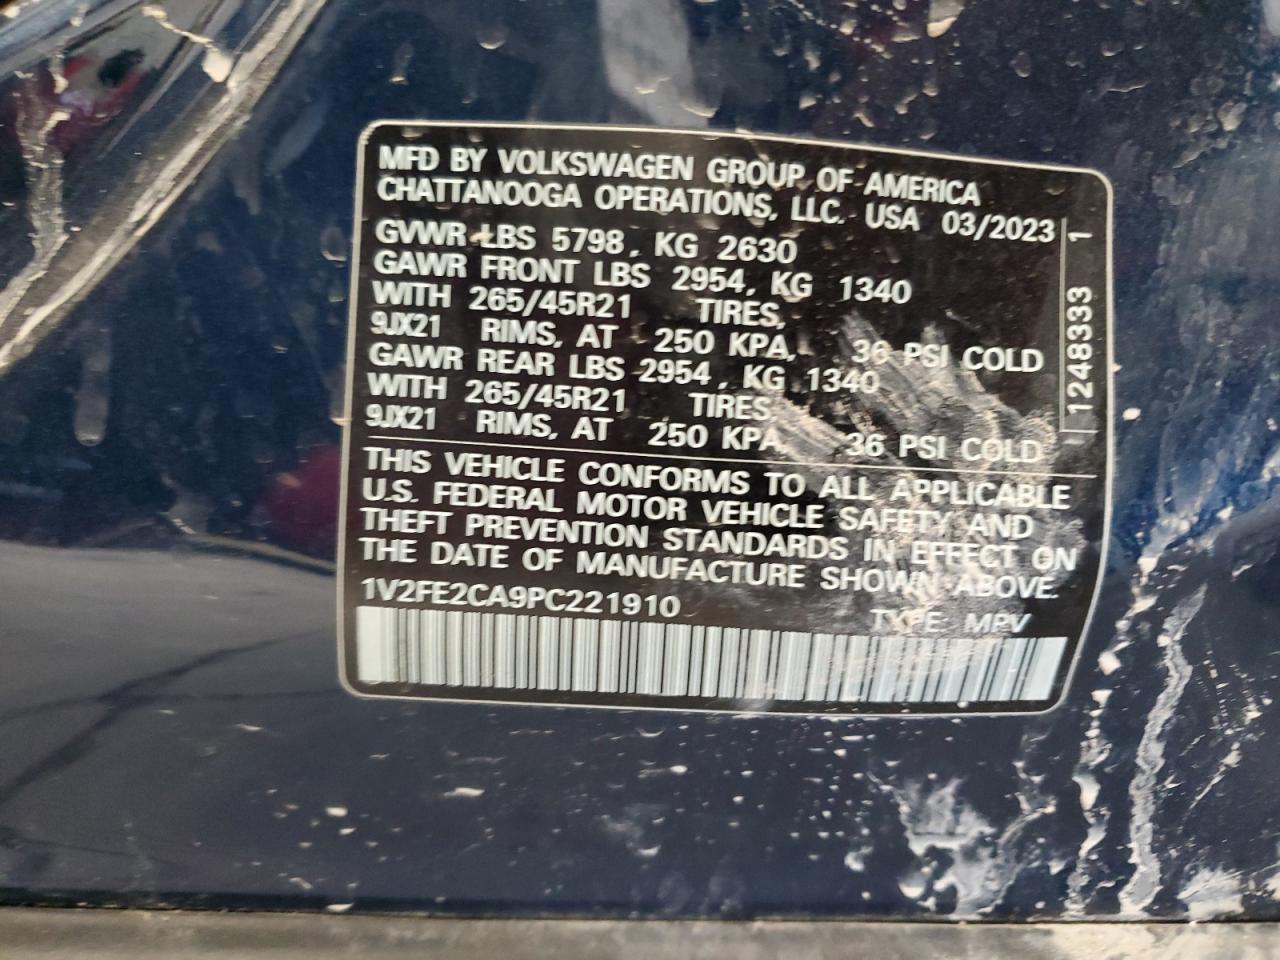 MFD BY VOLKSWAGEN GROUP OF AMERICA
CHATTANOOGA OPERATIONS, LLC. USA 03/2023
GVWR LBS 5798, KG 2630
GAWR FRONT LBS 2954, KG 1340
WITH 265/45R21 TIRES,
9JX21 RIMS, AT 250 KPA, 36 PSI COLD
GAWR REAR LBS 2954, KG 1340
WITH 265/45R21 TIRES,
9JX21 RIMS, AT 250 KPA 36 PSI COLD
THIS VEHICLE CONFORMS TO ALL APPLICABLE
U.S. FEDERAL MOTOR VEHICLE SAFETY AND
THEFT PREVENTION STANDARDS IN EFFECT ON
THE DATE OF MANUFACTURE SHOWN ABOVE.
1V2FE2CA9PC221910 TYPE: MPV
1248333 1